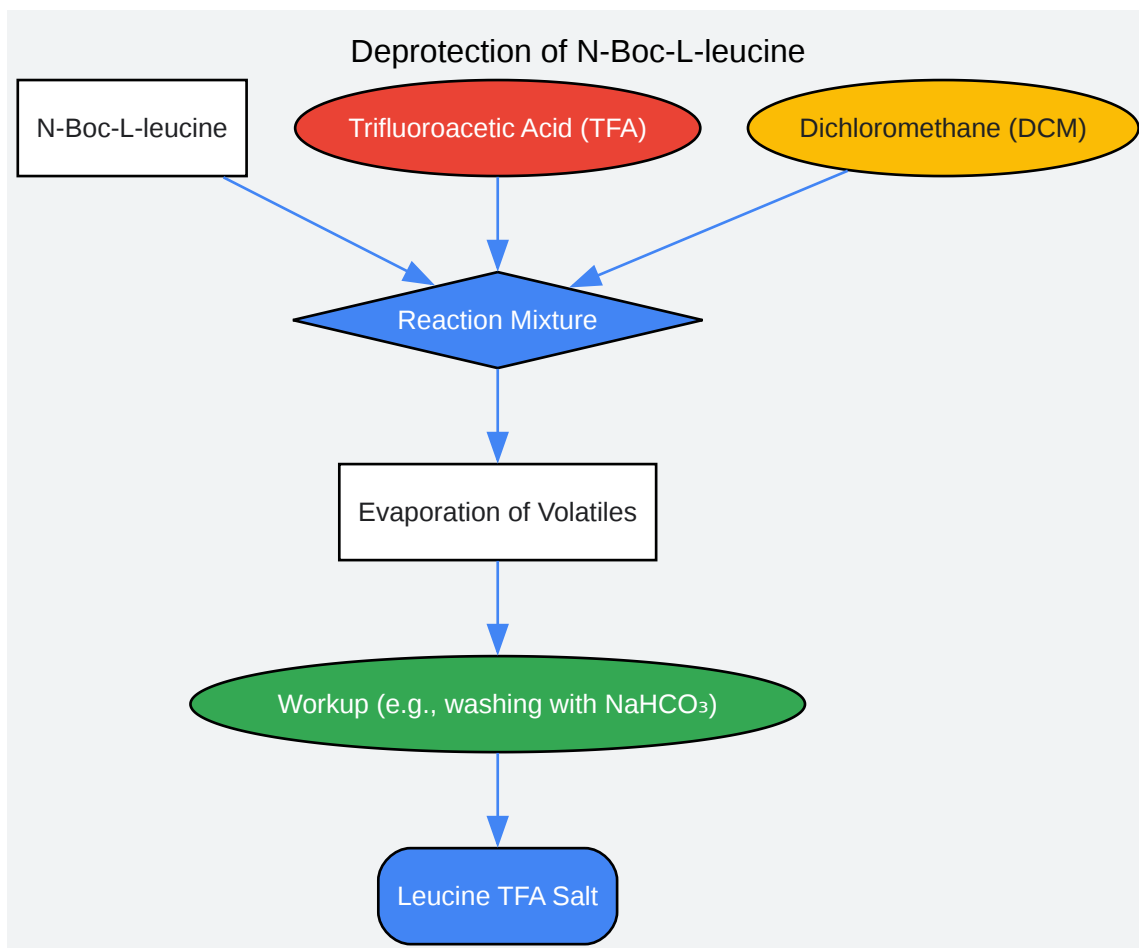 Deprotection of N-Boc-L-leucine
N-Boc-L-leucine
Trifluoroacetic Acid (TFA)
Dichloromethane (DCM)
Reaction Mixture
Evaporation of Volatiles
Workup (e.g., washing with NaHCO₃)
Leucine TFA Salt